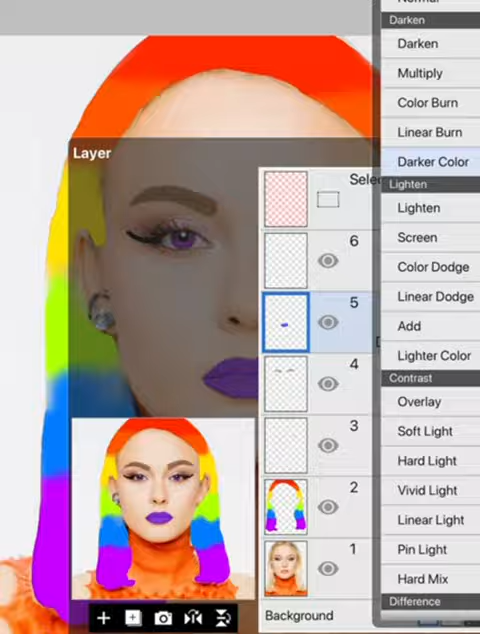 Darken
Darken
Multiply
Color Burn
Linear Burn
Darker Color
Lighten
Lighten
Screen
Color Dodge
Linear Dodge
Add
Lighter Color
Contrast
Overlay
Soft Light
Hard Light
Vivid Light
Linear Light
Pin Light
Hard Mix
Difference
Layer
Selec
6
5
4
3
2
1
Background